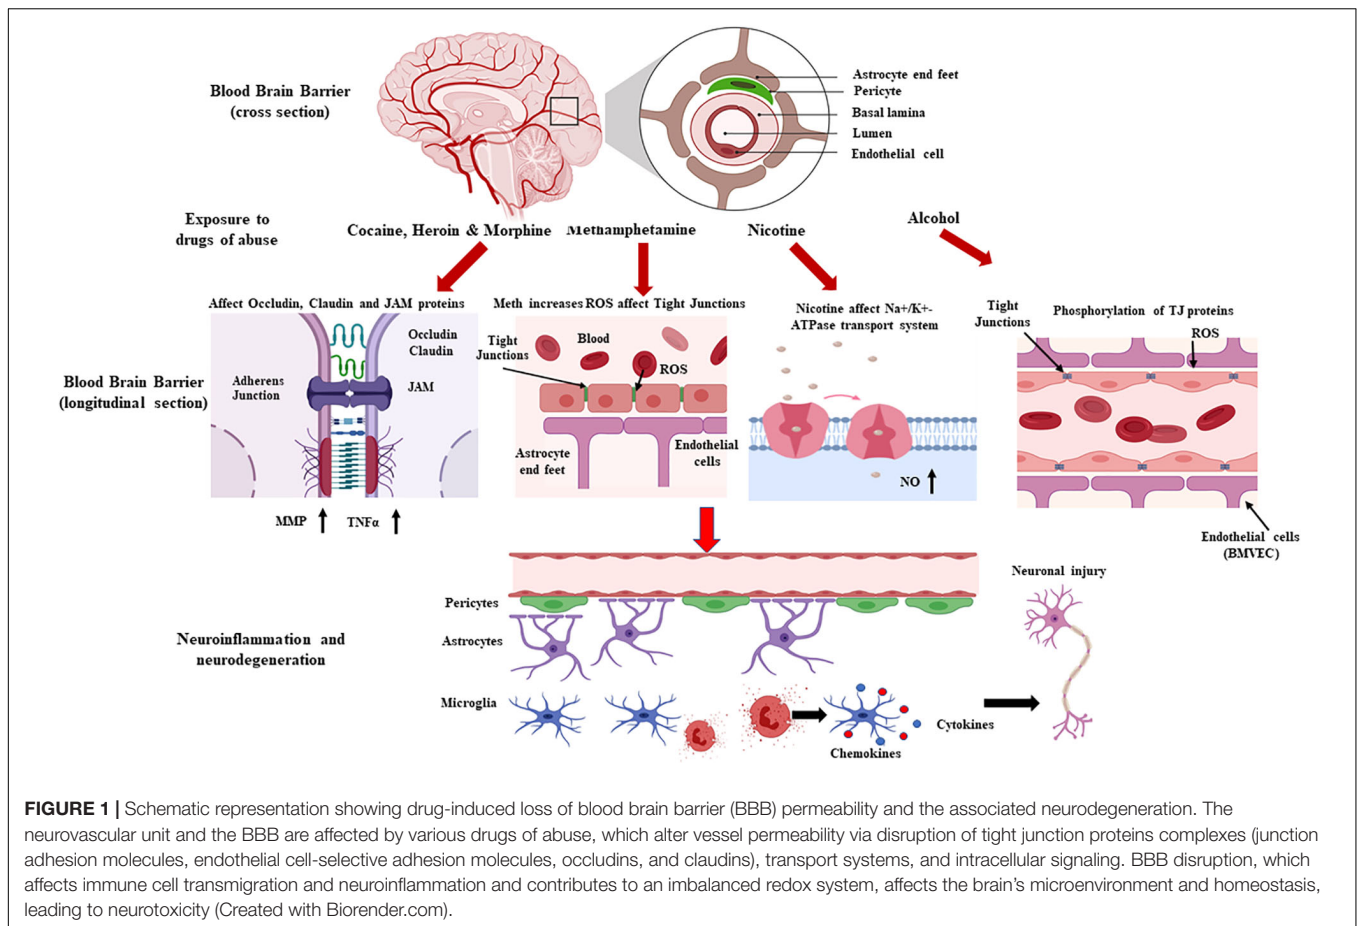 Blood Brain Barrier
(cross section)
Astrocyte end feet
Pericyte
Basal lamina
Lumen
Endothelial cell
Exposure to
drugs of abuse
Cocaine, Heroin & Morphine
Methamphetamine
Nicotine
Alcohol
Affect Occludin, Claudin and JAM proteins
Meth increases ROS affect Tight Junctions
Nicotine affect Na+/K+-
ATPase transport system
Tight
Junctions
Phosphorylation of TJ proteins
ROS
Blood Brain Barrier
(longitudinal section)
Occludin
Claudin
Adherens
Junction
JAM
MMP
TNFα
Tight
Junctions
Blood
ROS
Astrocyte
end feet
Endothelial
cells
NO
Endothelial cells
(BMVEC)
Neuroinflammation and
neurodegeneration
Pericytes
Astrocytes
Microglia
Chemokines
Cytokines
Neuronal injury
FIGURE 1 | Schematic representation showing drug-induced loss of blood brain barrier (BBB) permeability and the associated neurodegeneration. The
neurovascular unit and the BBB are affected by various drugs of abuse, which alter vessel permeability via disruption of tight junction proteins complexes (junction
adhesion molecules, endothelial cell-selective adhesion molecules, occludins, and claudins), transport systems, and intracellular signaling. BBB disruption, which
affects immune cell transmigration and neuroinflammation and contributes to an imbalanced redox system, affects the brain's microenvironment and homeostasis,
leading to neurotoxicity (Created with Biorender.com).